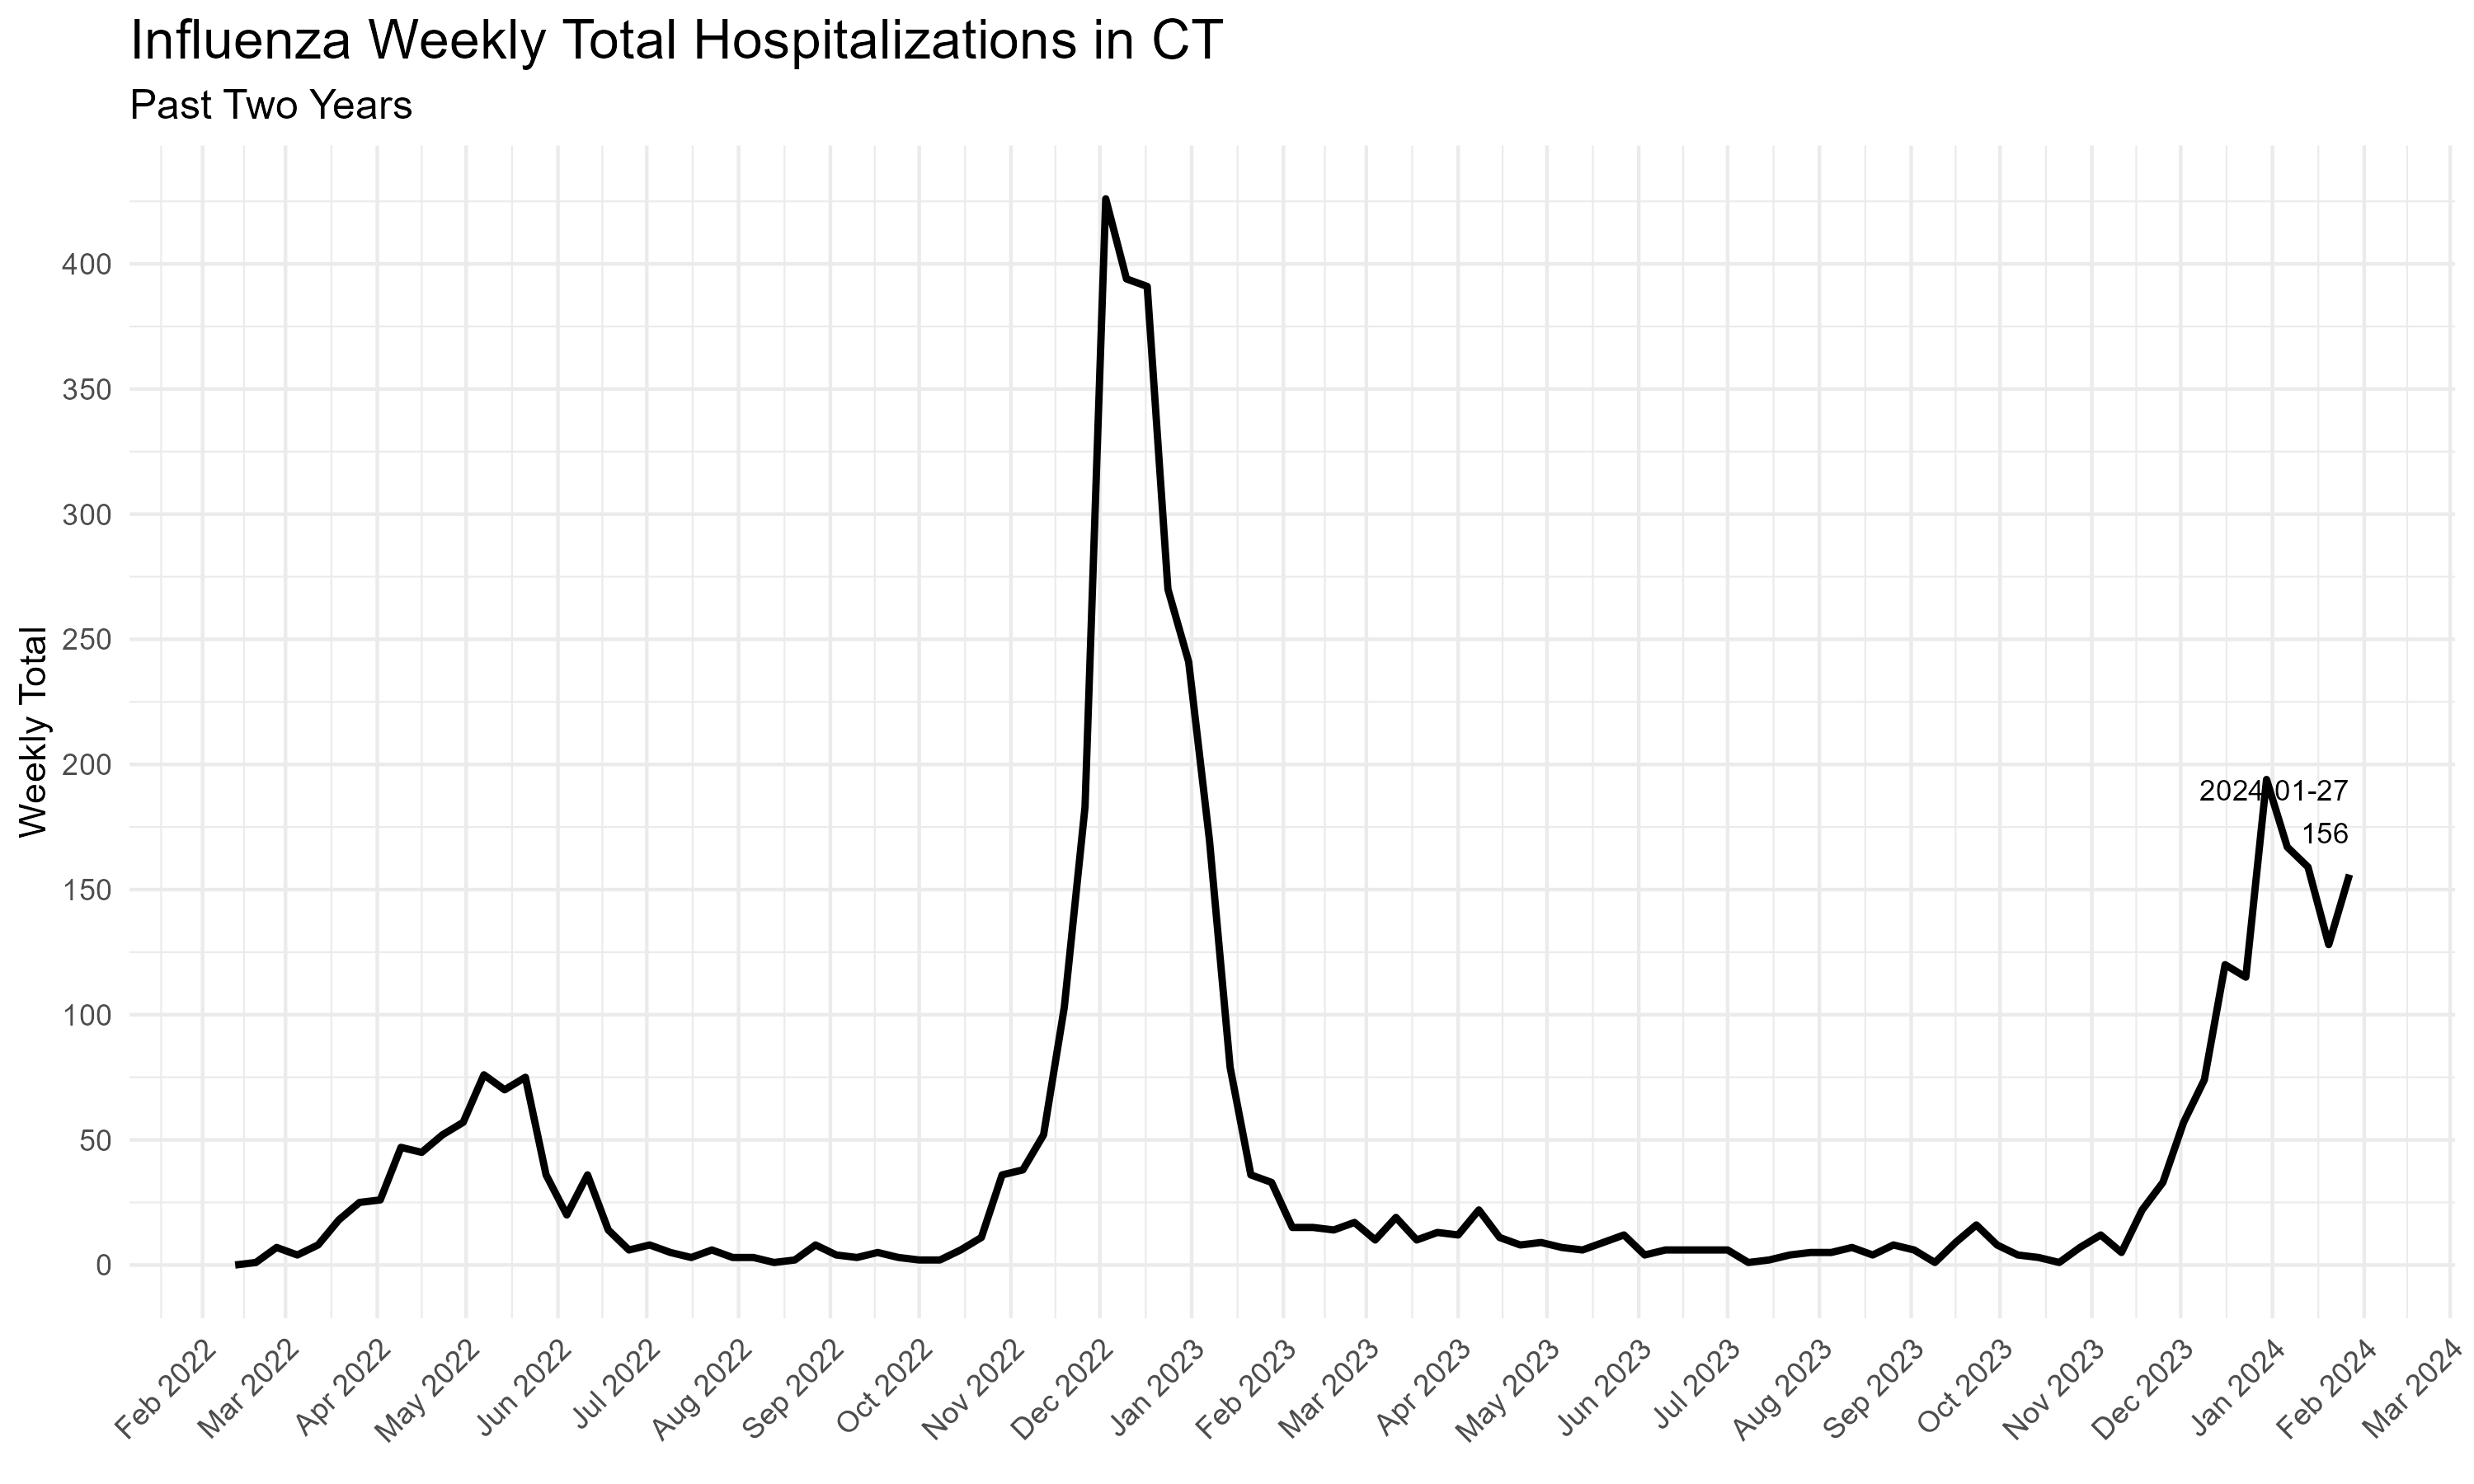 Influenza Weekly Total Hospitalizations in CT
Past Two Years
Weekly Total
400
350
300
250
200
150
100
50
0
2024-01-27
156
Feb 2022
Mar 2022
Apr 2022
May 2022
Jun 2022
Jul 2022
Aug 2022
Sep 2022
Oct 2022
Nov 2022
Dec 2022
Jan 2023
Feb 2023
Mar 2023
Apr 2023
May 2023
Jun 2023
Jul 2023
Aug 2023
Sep 2023
Oct 2023
Nov 2023
Dec 2023
Jan 2024
Feb 2024
Mar 2024